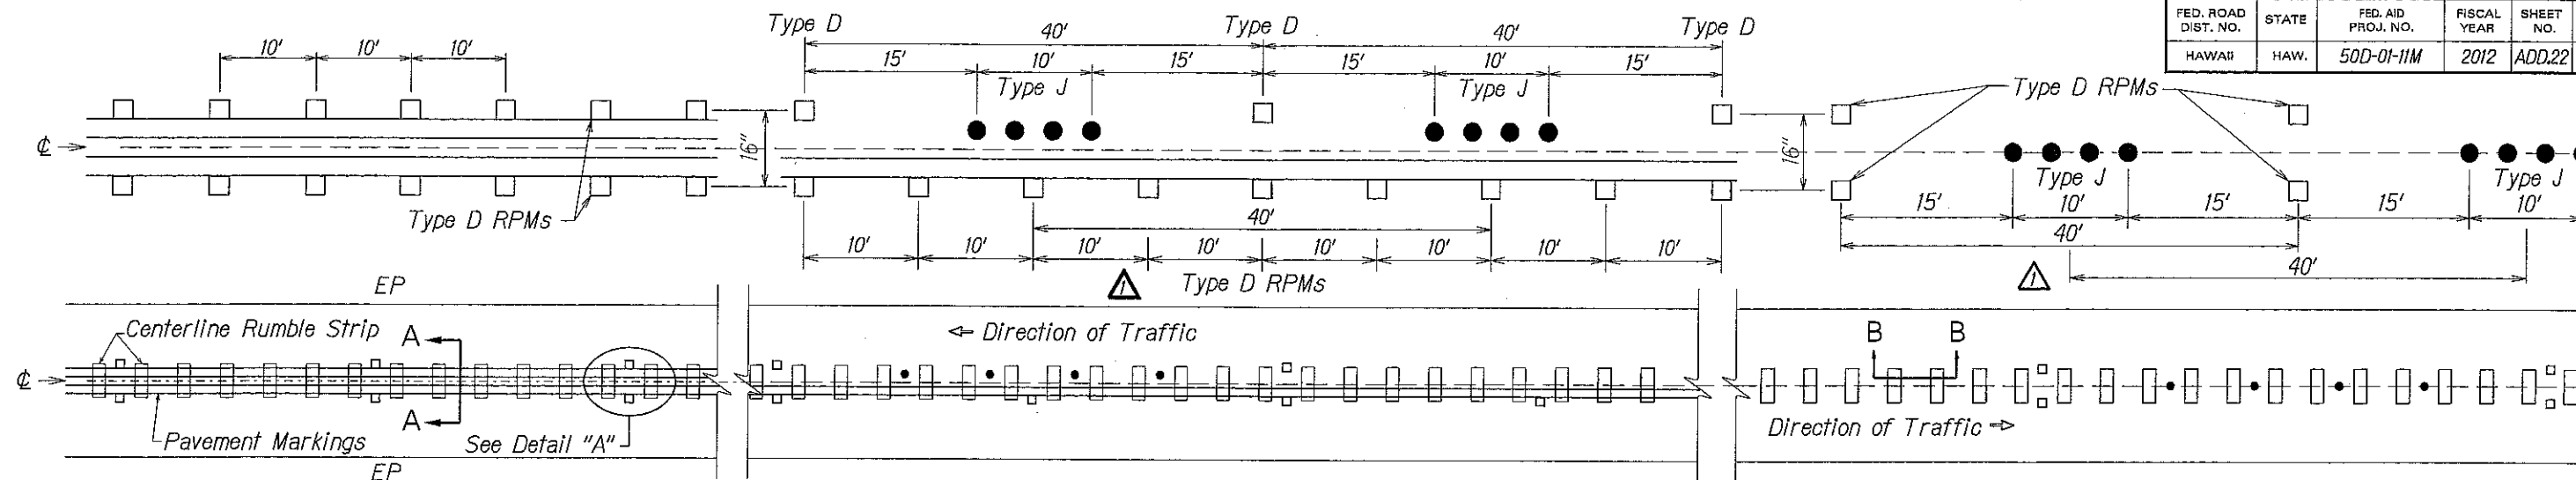 FED. ROAD DIST. NO. STATE FED. AID PROJ. NO. FISCAL YEAR SHEET NO.
HAWAII HAW. 50D-01-11M 2012 ADD.22
Type D Type D Type D
10' 10' 10' 40' 40'
15' 10' 15' 15' 10' 15'
Type J Type J Type D RPMs
℄ 16" 16"
Type J Type J
Type D RPMs
15' 10' 15' 15' 10'
40' 40'
10' 10' 10' 10' 10' 10' 10' 10'
40'
1 Type D RPMs 1
EP
Centerline Rumble Strip A ⇐ Direction of Traffic B B
℄
A
Pavement Markings See Detail "A" Direction of Traffic ⇒
EP